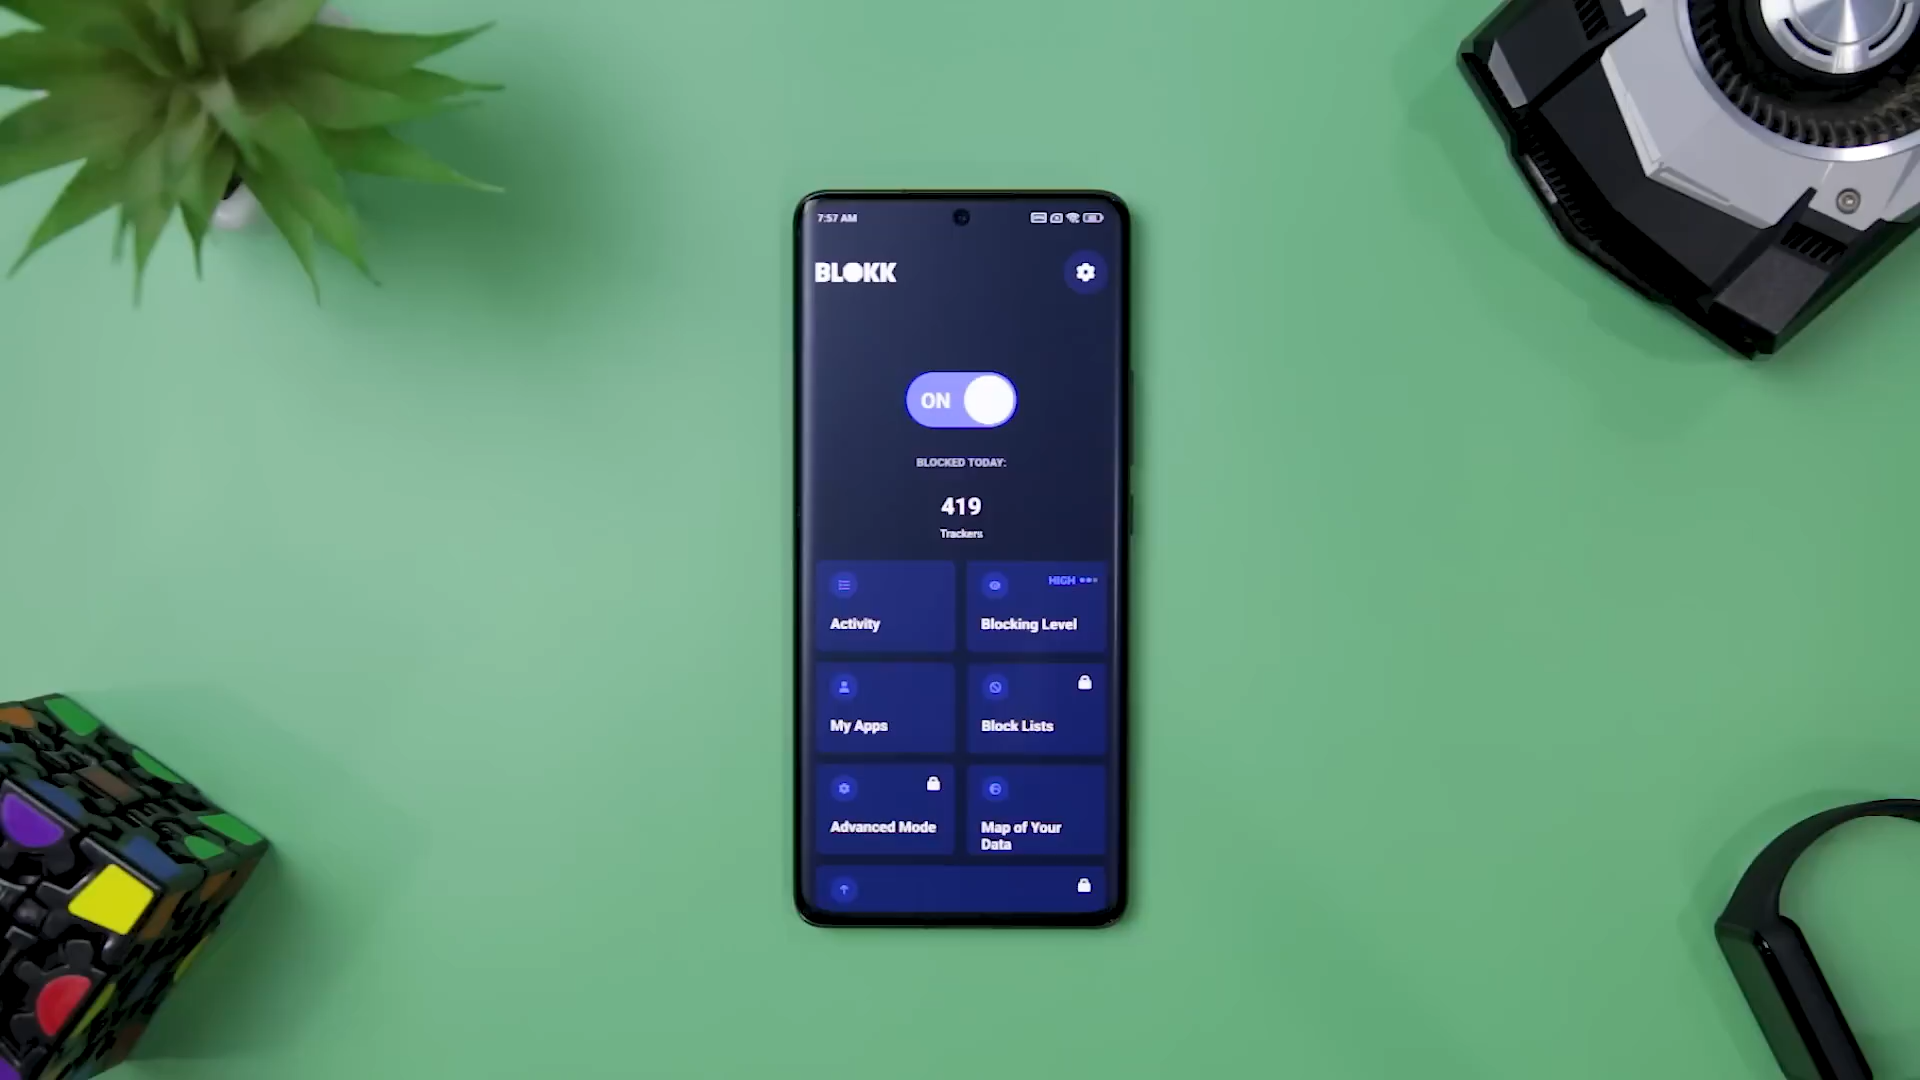 7:57 AM
BLOKK
ON
BLOCKED TODAY:
419
Trackers
HIGH
Activity
Blocking Level
My Apps
Block Lists
Advanced Mode
Map of Your
Data